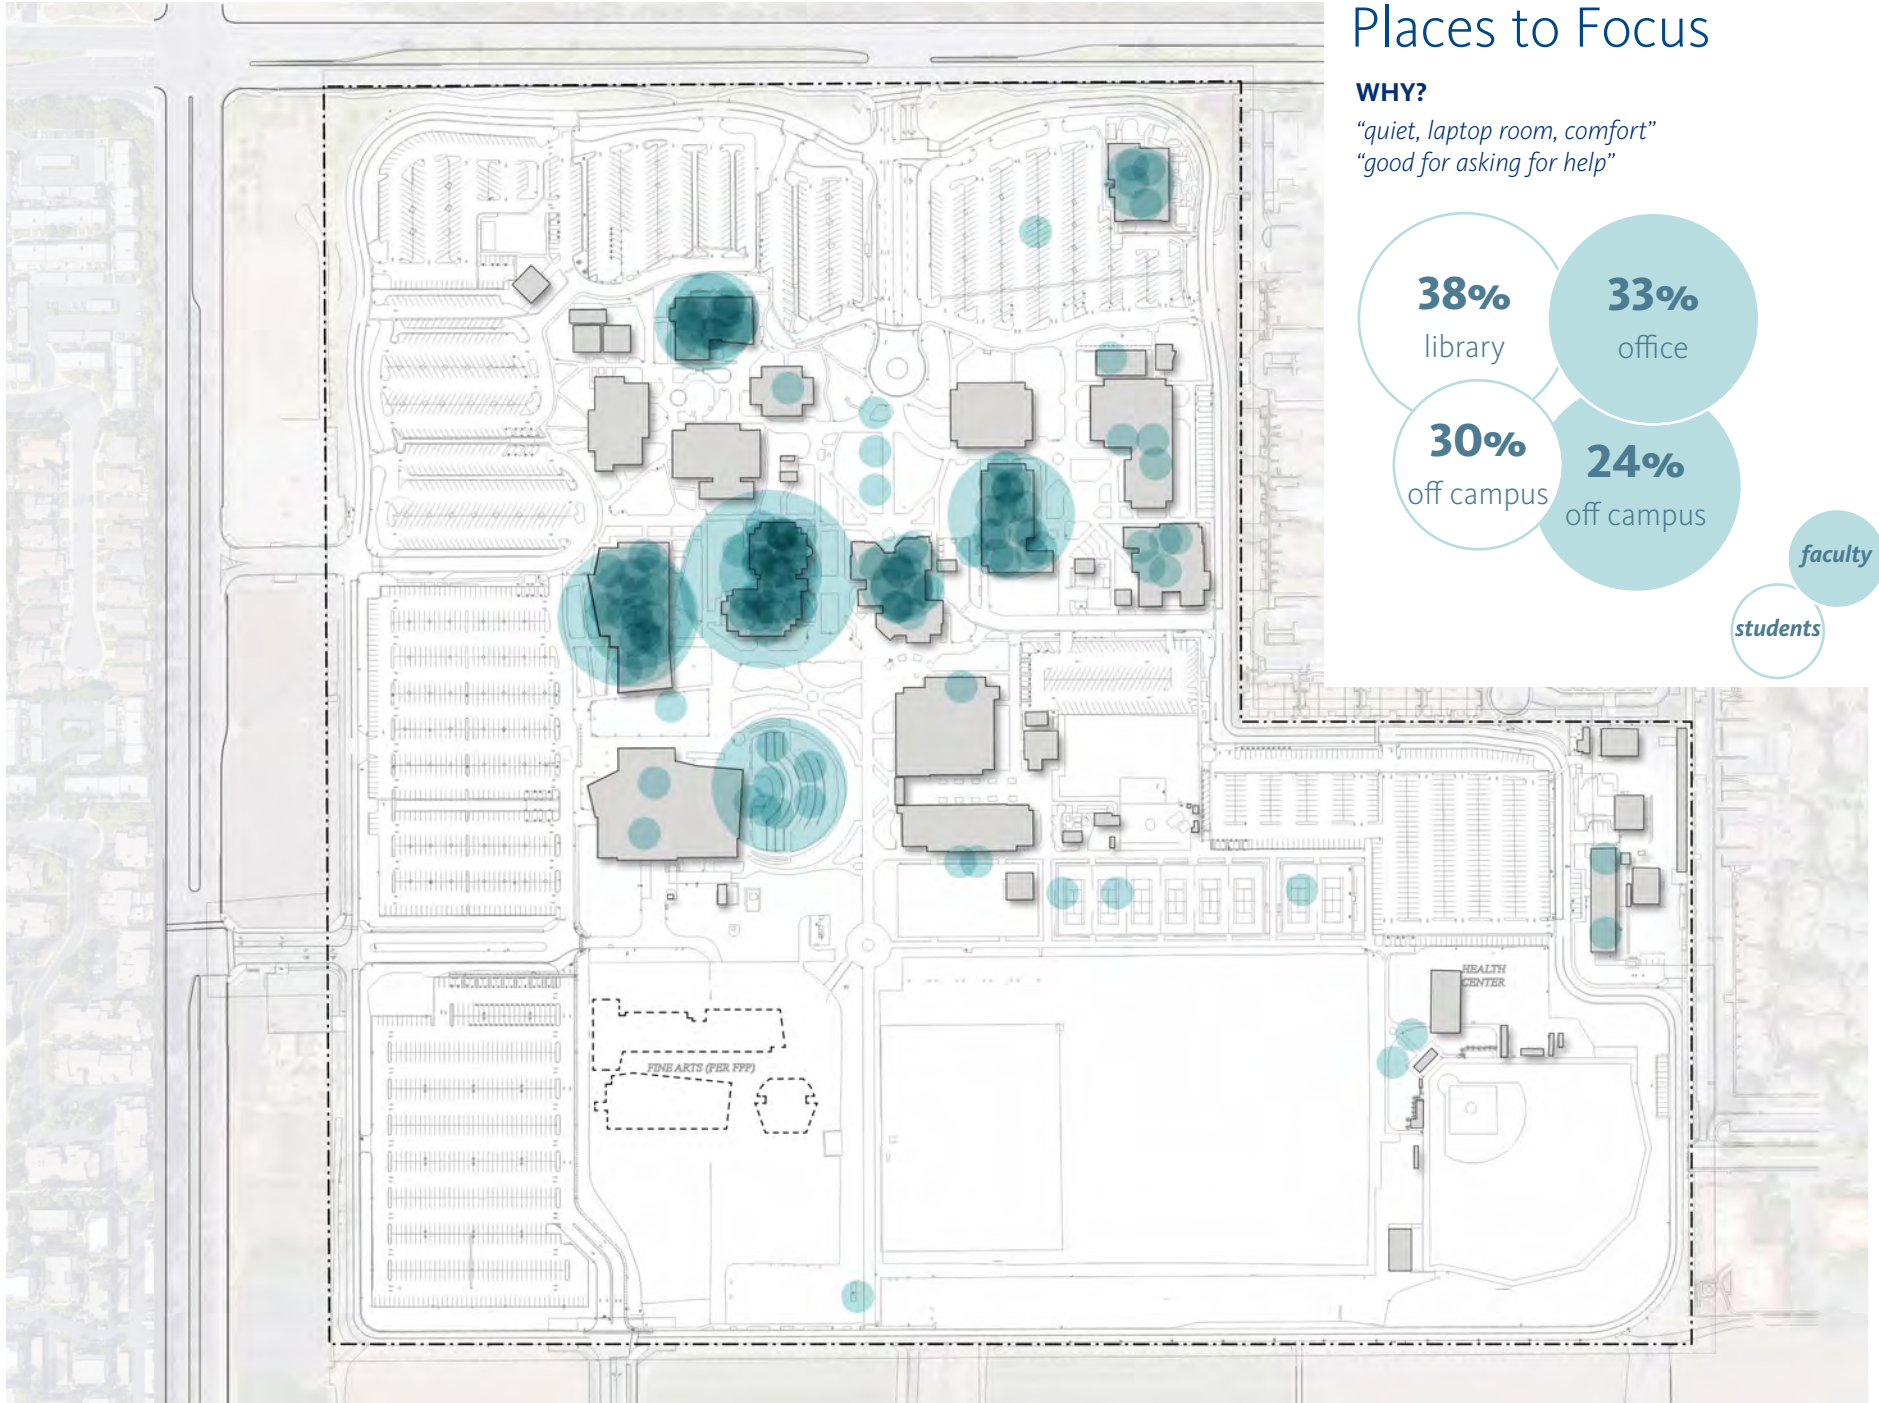 Places to Focus
WHY?
“quiet, laptop room, comfort”
“good for asking for help”
38%
library
33%
office
30%
off campus
24%
off campus
faculty
students
HEALTH
CENTER
FINE ARTS (PER FPP)